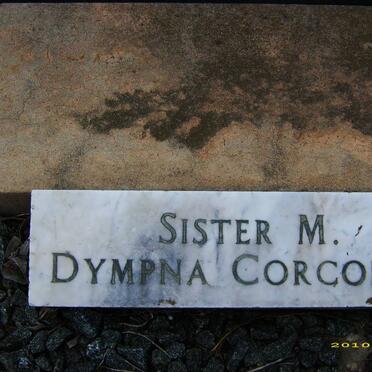 SISTER M.
DYMPNA CORCO
2010